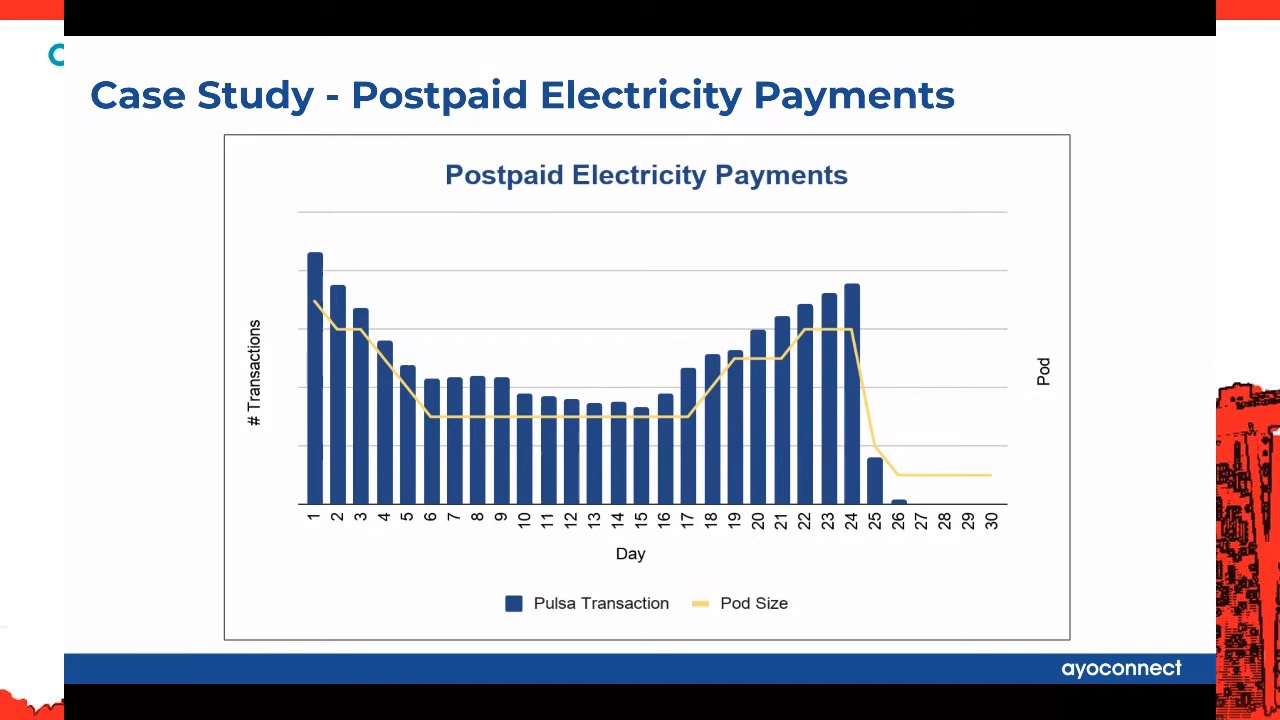 Case Study - Postpaid Electricity Payments
Postpaid Electricity Payments
# Transactions
Pod
1 2 3 4 5 6 7 8 9 10 11 12 13 14 15 16 17 18 19 20 21 22 23 24 25 26 27 28 29 30
Day
Pulsa Transaction Pod Size
ayoconnect